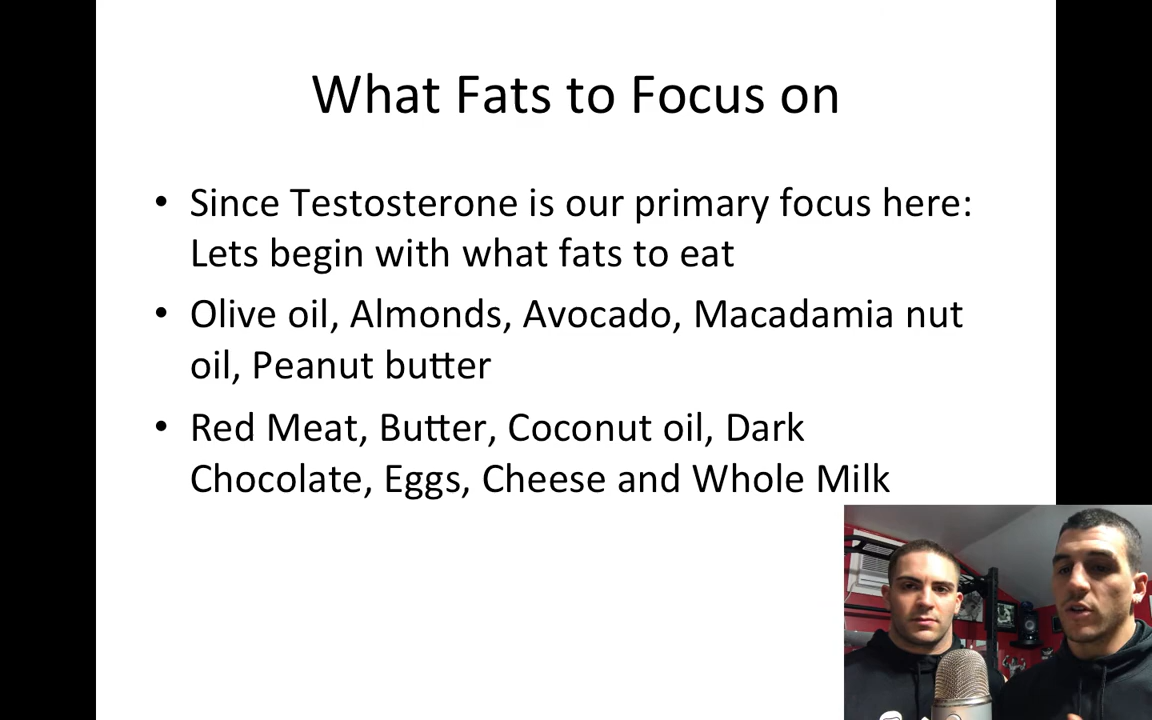 What Fats to Focus on
• Since Testosterone is our primary focus here:
Lets begin with what fats to eat
• Olive oil, Almonds, Avocado, Macadamia nut
oil, Peanut butter
• Red Meat, Butter, Coconut oil, Dark
Chocolate, Eggs, Cheese and Whole Milk